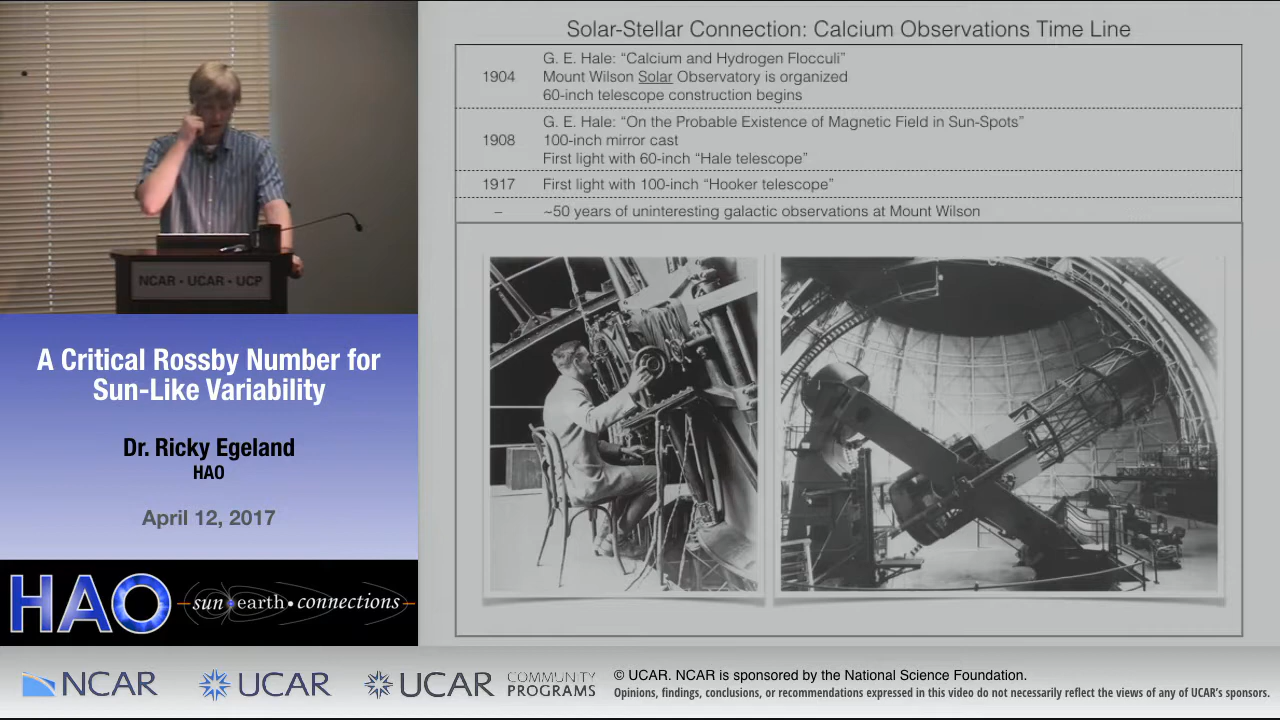 Solar-Stellar Connection: Calcium Observations Time Line
1904
G. E. Hale: “Calcium and Hydrogen Flocculi”
Mount Wilson Solar Observatory is organized
60-inch telescope construction begins
1908
G. E. Hale: “On the Probable Existence of Magnetic Field in Sun-Spots”
100-inch mirror cast
First light with 60-inch “Hale telescope”
1917
First light with 100-inch “Hooker telescope”
–
~50 years of uninteresting galactic observations at Mount Wilson
NCAR - UCAR - UCP
A Critical Rossby Number for
Sun-Like Variability
Dr. Ricky Egeland
HAO
April 12, 2017
HAO
sun•earth•connections
NCAR
UCAR
UCAR
COMMUNITY
PROGRAMS
© UCAR. NCAR is sponsored by the National Science Foundation.
Opinions, findings, conclusions, or recommendations expressed in this video do not necessarily reflect the views of any of UCAR's sponsors.